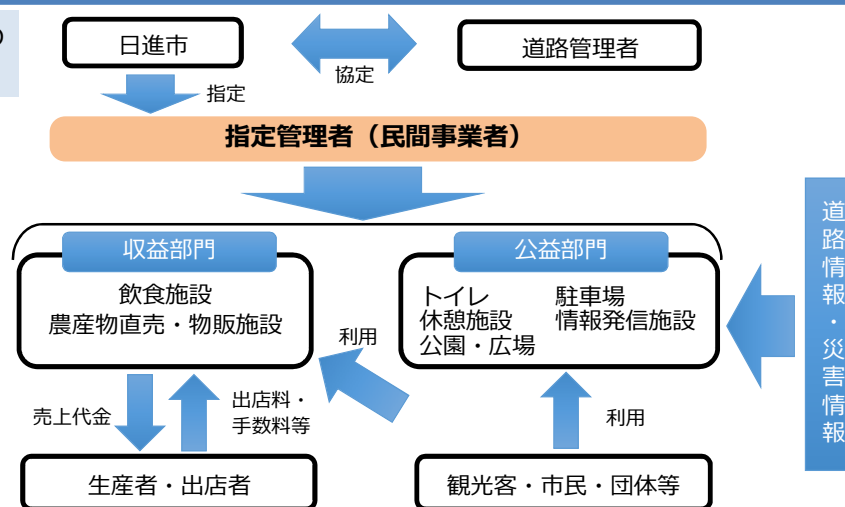 の
日進市
道路管理者
協定
指定
指定管理者（民間事業者）
収益部門
公益部門
飲食施設
農産物直売・物販施設
トイレ 駐車場
休憩施設 情報発信施設
公園・広場
利用
道路情報・災害情報
売上代金
出店料・
手数料等
利用
生産者・出店者
観光客・市民・団体等